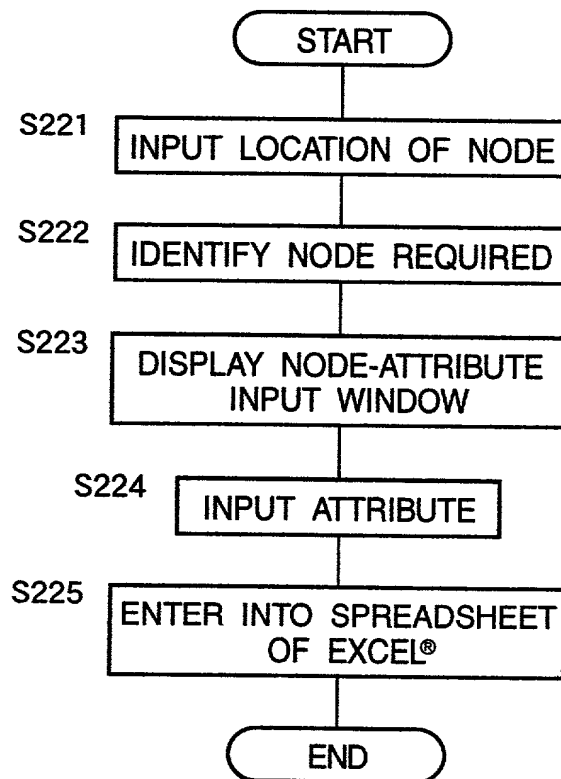 START
S221
INPUT LOCATION OF NODE
S222
IDENTIFY NODE REQUIRED
S223
DISPLAY NODE-ATTRIBUTE
INPUT WINDOW
S224
INPUT ATTRIBUTE
S225
ENTER INTO SPREADSHEET
OF EXCEL®
END